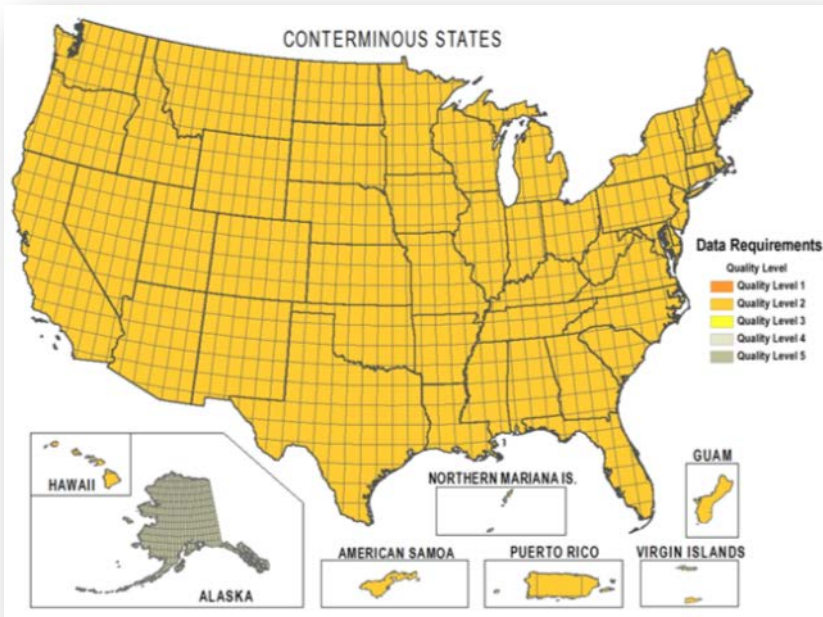 CONTERMINOUS STATES
Data Requirements
Quality Level
Quality Level 1
Quality Level 2
Quality Level 3
Quality Level 4
Quality Level 5
HAWAII
ALASKA
NORTHERN MARIANA IS.
GUAM
AMERICAN SAMOA
PUERTO RICO
VIRGIN ISLANDS